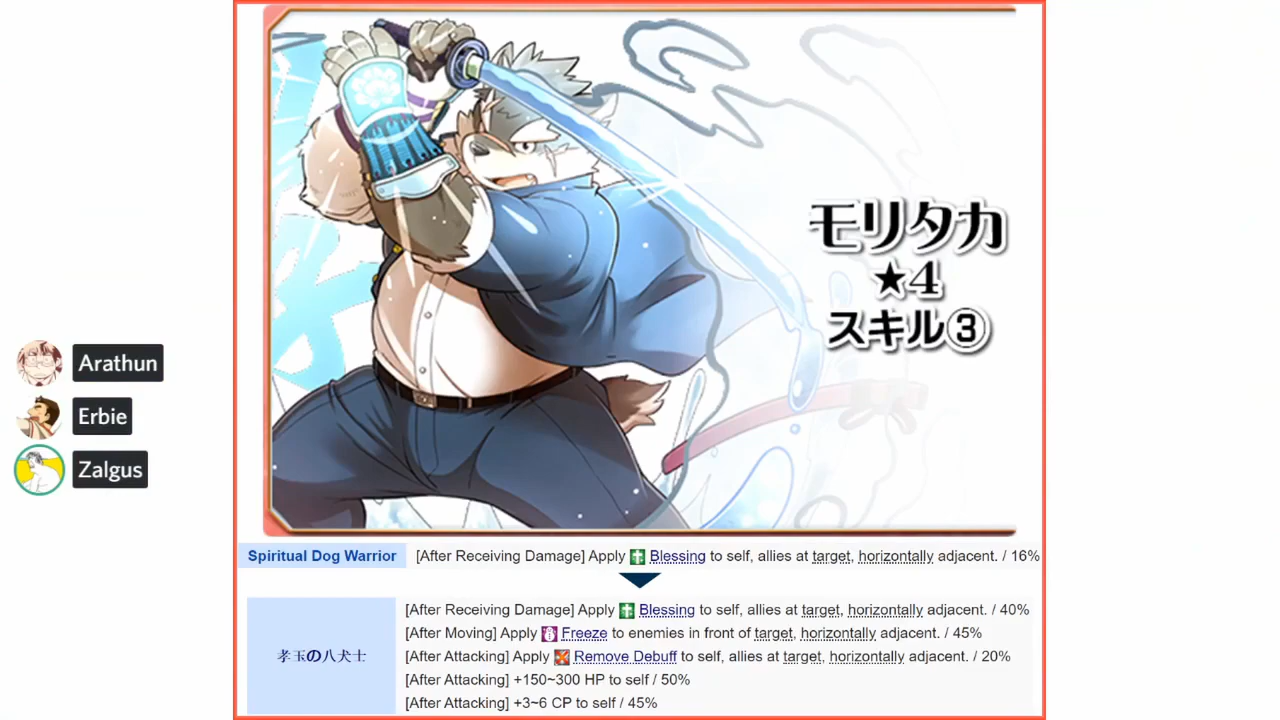 モリタカ
★4
スキル③
Arathun
Erbie
Zalgus
Spiritual Dog Warrior
[After Receiving Damage] Apply Blessing to self, allies at target, horizontally adjacent. / 16%
孝玉の八犬士
[After Receiving Damage] Apply Blessing to self, allies at target, horizontally adjacent. / 40%
[After Moving] Apply Freeze to enemies in front of target, horizontally adjacent. / 45%
[After Attacking] Apply Remove Debuff to self, allies at target, horizontally adjacent. / 20%
[After Attacking] +150~300 HP to self / 50%
[After Attacking] +3~6 CP to self / 45%